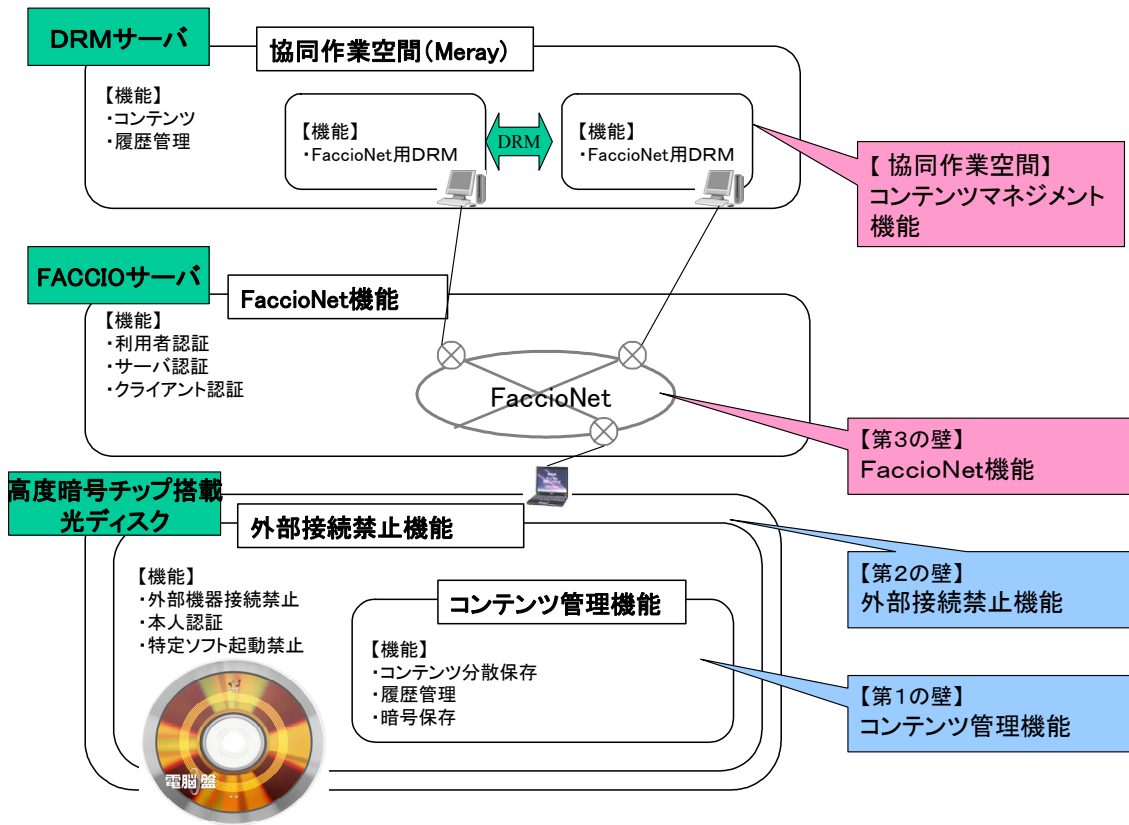 DRMサーバ
協同作業空間(Meray)
【機能】
・コンテンツ
・履歴管理
【機能】
・FaccioNet用DRM
DRM
【機能】
・FaccioNet用DRM
【 協同作業空間】
コンテンツマネジメント
機能
FACCIOサーバ
FaccioNet機能
【機能】
・利用者認証
・サーバ認証
・クライアント認証
FaccioNet
【第3の壁】
FaccioNet機能
高度暗号チップ搭載
光ディスク
外部接続禁止機能
【機能】
・外部機器接続禁止
・本人認証
・特定ソフト起動禁止
コンテンツ管理機能
【機能】
・コンテンツ分散保存
・履歴管理
・暗号保存
【第2の壁】
外部接続禁止機能
【第1の壁】
コンテンツ管理機能
電脳盤